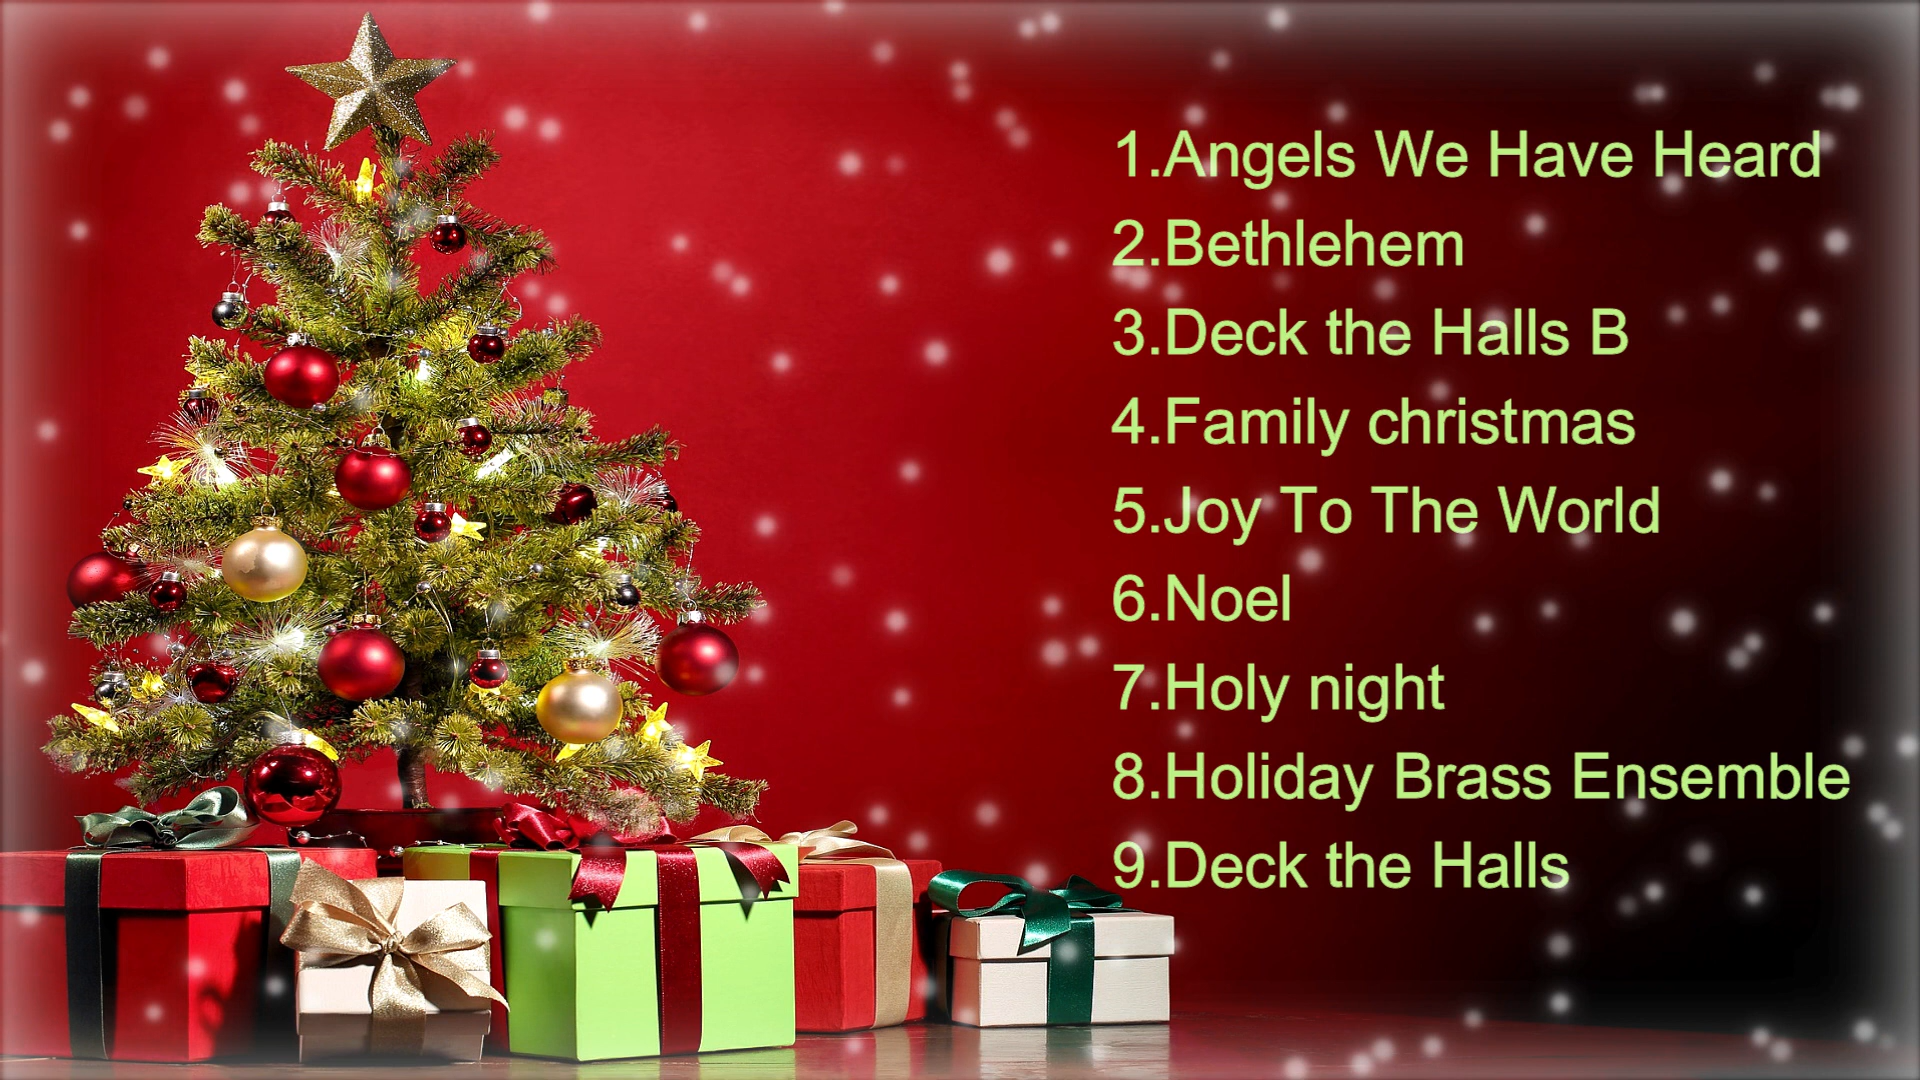 1.Angels We Have Heard
2.Bethlehem
3.Deck the Halls B
4.Family christmas
5.Joy To The World
6.Noel
7.Holy night
8.Holiday Brass Ensemble
9.Deck the Halls